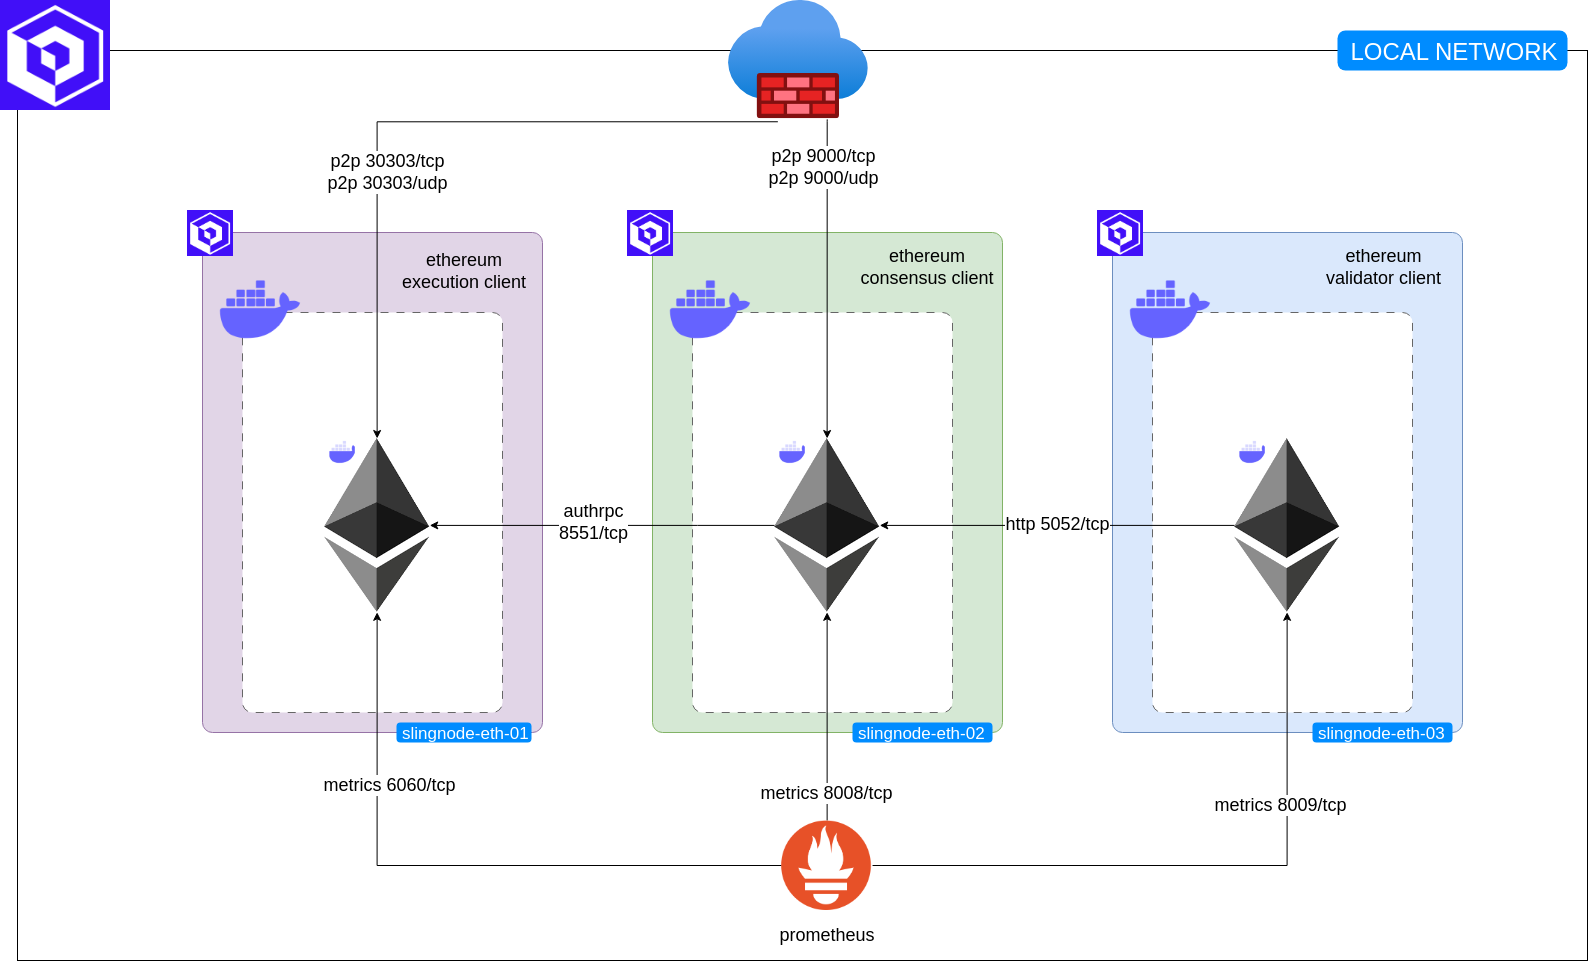 LOCAL NETWORK
p2p 30303/tcp
p2p 30303/udp
p2p 9000/tcp
p2p 9000/udp
ethereum
execution client
ethereum
consensus client
ethereum
validator client
authrpc
8551/tcp
http 5052/tcp
slingnode-eth-01
slingnode-eth-02
slingnode-eth-03
metrics 6060/tcp
metrics 8008/tcp
metrics 8009/tcp
prometheus